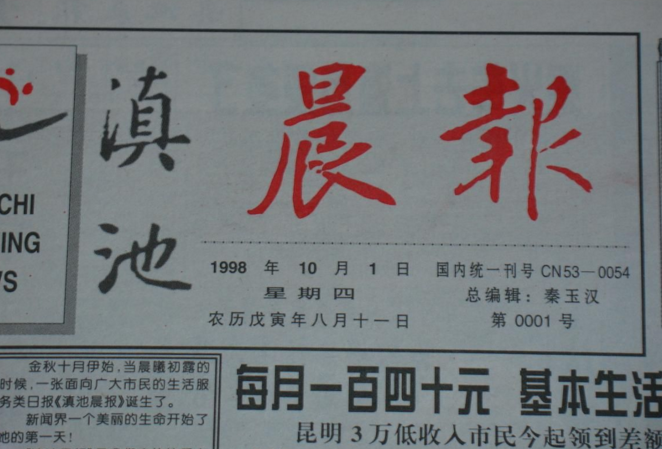 滇池
晨報
CHI
ING
S
1998 年 10 月 1 日
星期四
农历戊寅年八月十一日
国内统一刊号 CN53—0054
总编辑：秦玉汉
第 0001 号
金秋十月伊始，当晨曦初露的
时候，一张面向广大市民的生活服
务类日报《滇池晨报》诞生了。
新闻界一个美丽的生命开始了
她的第一天！
每月一百四十元 基本生活
昆明 3 万低收入市民今起领到差额